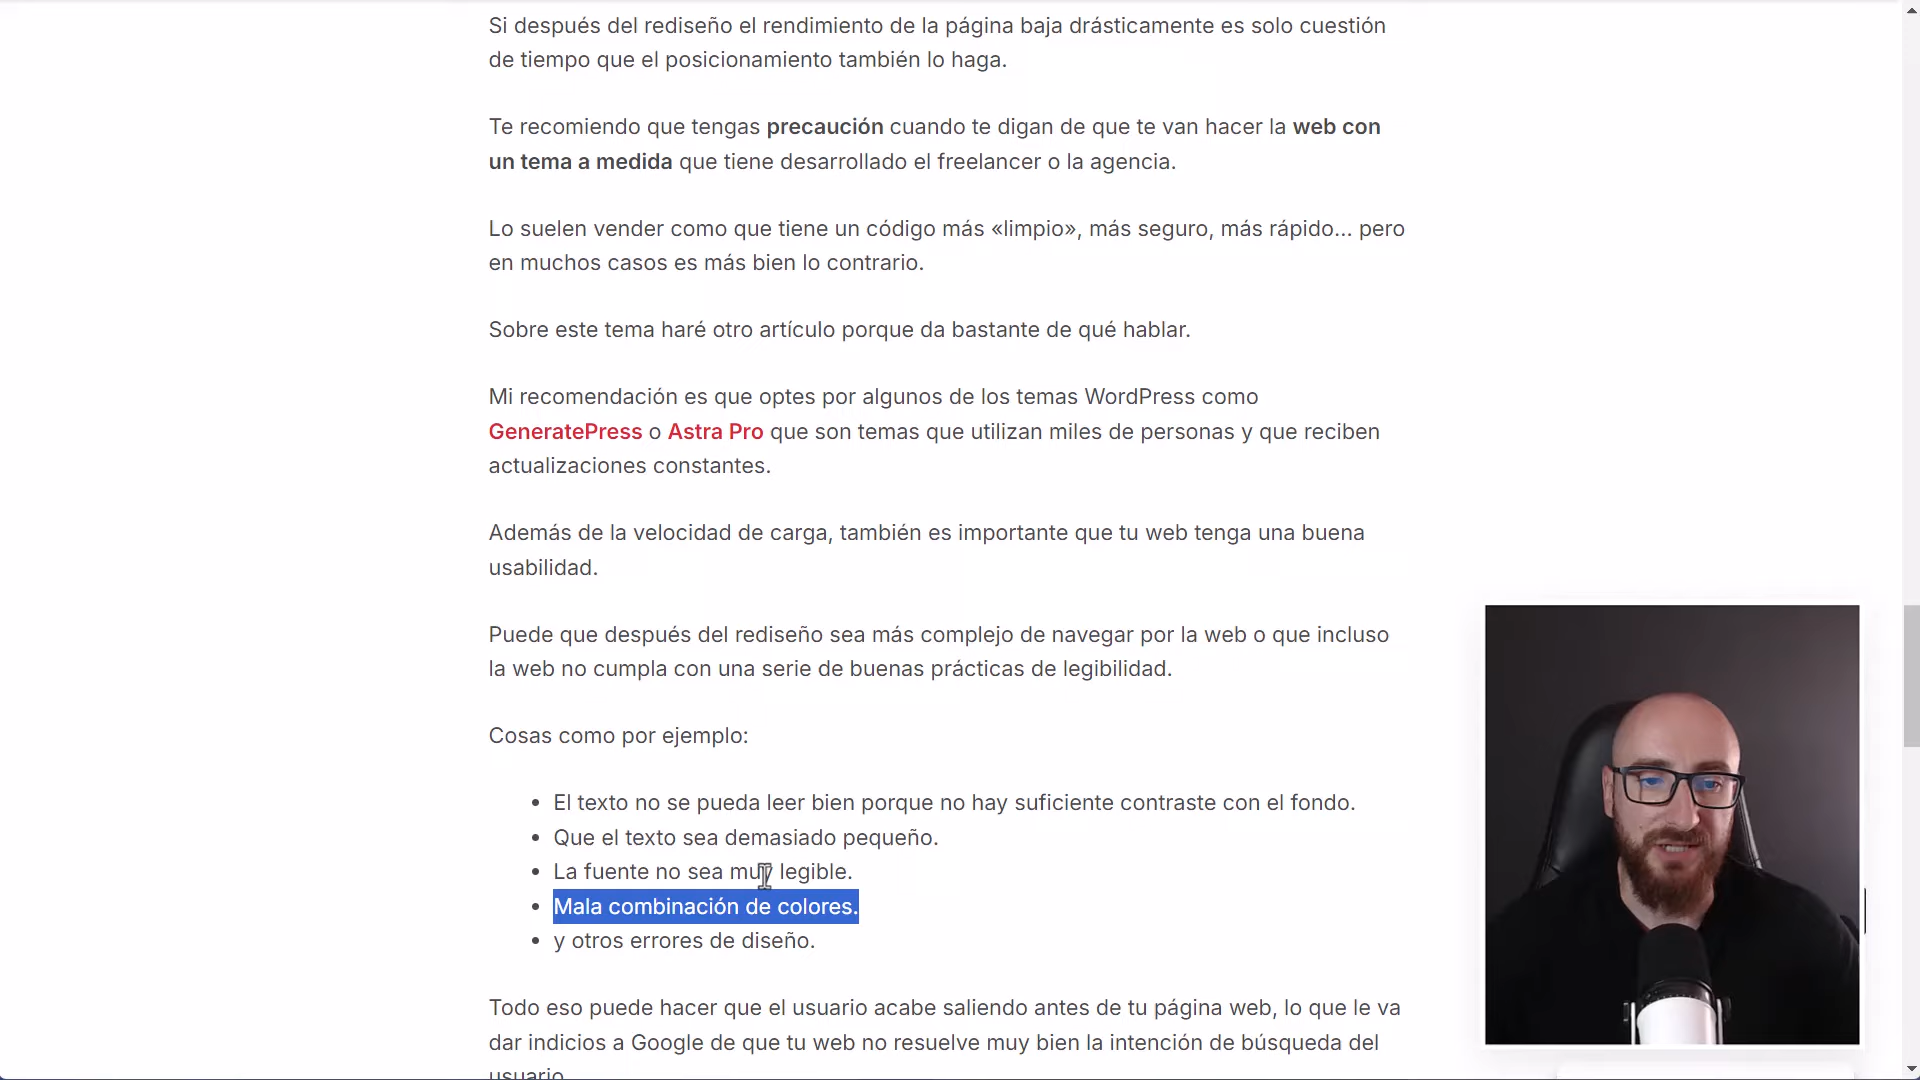 Si después del rediseño el rendimiento de la página baja drásticamente es solo cuestión
de tiempo que el posicionamiento también lo haga.
Te recomiendo que tengas precaución cuando te digan de que te van hacer la web con
un tema a medida que tiene desarrollado el freelancer o la agencia.
Lo suelen vender como que tiene un código más «limpio», más seguro, más rápido… pero
en muchos casos es más bien lo contrario.
Sobre este tema haré otro artículo porque da bastante de qué hablar.
Mi recomendación es que optes por algunos de los temas WordPress como
GeneratePress o Astra Pro que son temas que utilizan miles de personas y que reciben
actualizaciones constantes.
Además de la velocidad de carga, también es importante que tu web tenga una buena
usabilidad.
Puede que después del rediseño sea más complejo de navegar por la web o que incluso
la web no cumpla con una serie de buenas prácticas de legibilidad.
Cosas como por ejemplo:
• El texto no se pueda leer bien porque no hay suficiente contraste con el fondo.
• Que el texto sea demasiado pequeño.
• La fuente no sea muy legible.
• Mala combinación de colores.
• y otros errores de diseño.
Todo eso puede hacer que el usuario acabe saliendo antes de tu página web, lo que le va
dar indicios a Google de que tu web no resuelve muy bien la intención de búsqueda del
usuario.